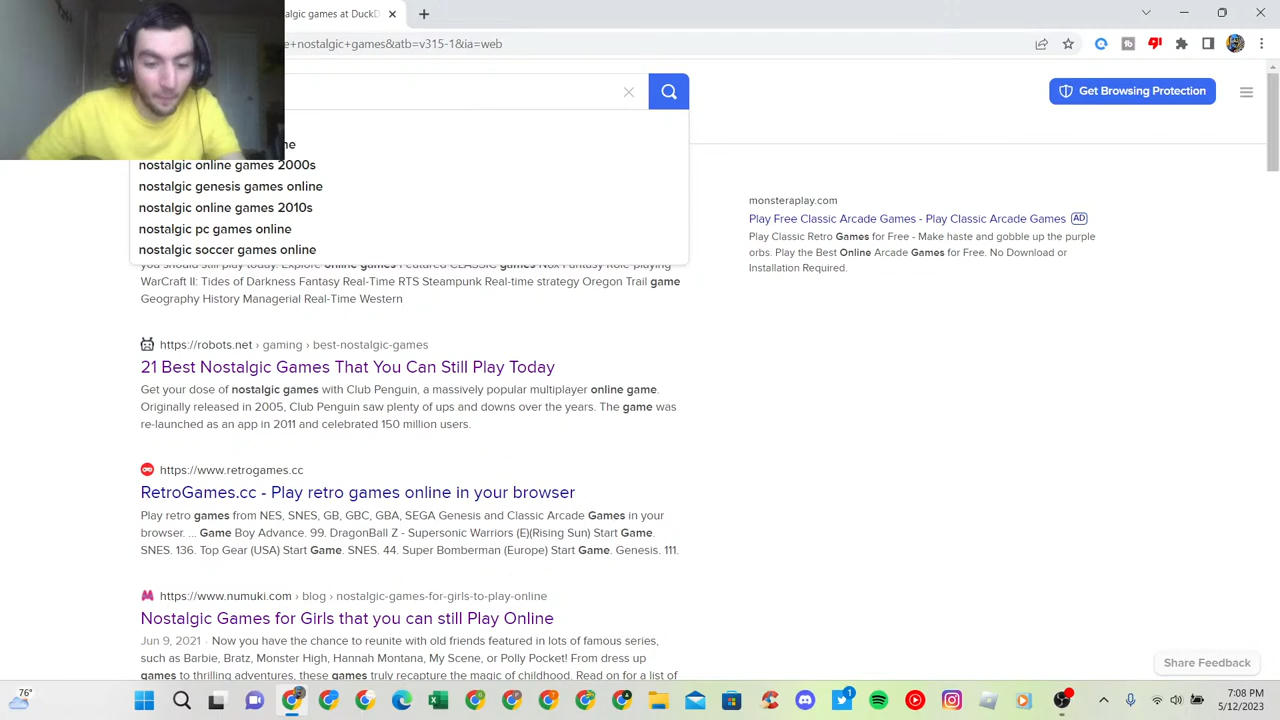 algic games at DuckD
e+nostalgic+games&atb=v315-1&ia=web
Get Browsing Protection
ne
nostalgic online games 2000s
nostalgic genesis games online
nostalgic online games 2010s
nostalgic pc games online
nostalgic soccer games online
you should still play today. Explore online games Featured CLASSIC games Nox Fantasy Role-playing
WarCraft II: Tides of Darkness Fantasy Real-Time RTS Steampunk Real-time strategy Oregon Trail game
Geography History Managerial Real-Time Western
https://robots.net › gaming › best-nostalgic-games
21 Best Nostalgic Games That You Can Still Play Today
Get your dose of nostalgic games with Club Penguin, a massively popular multiplayer online game.
Originally released in 2005, Club Penguin saw plenty of ups and downs over the years. The game was
re-launched as an app in 2011 and celebrated 150 million users.
https://www.retrogames.cc
RetroGames.cc - Play retro games online in your browser
Play retro games from NES, SNES, GB, GBC, GBA, SEGA Genesis and Classic Arcade Games in your
browser. ... Game Boy Advance. 99. DragonBall Z - Supersonic Warriors (E)(Rising Sun) Start Game.
SNES. 136. Top Gear (USA) Start Game. SNES. 44. Super Bomberman (Europe) Start Game. Genesis. 111.
https://www.numuki.com › blog › nostalgic-games-for-girls-to-play-online
Nostalgic Games for Girls that you can still Play Online
Jun 9, 2021 · Now you have the chance to reunite with old friends featured in lots of famous series,
such as Barbie, Bratz, Monster High, Hannah Montana, My Scene, or Polly Pocket! From dress up
games to thrilling adventures, these games truly recapture the magic of childhood. Read on for a list of
monsteraplay.com
Play Free Classic Arcade Games - Play Classic Arcade Games AD
Play Classic Retro Games for Free - Make haste and gobble up the purple
orbs. Play the Best Online Arcade Games for Free. No Download or
Installation Required.
Share Feedback
76°
1
7:08 PM
5/12/2023